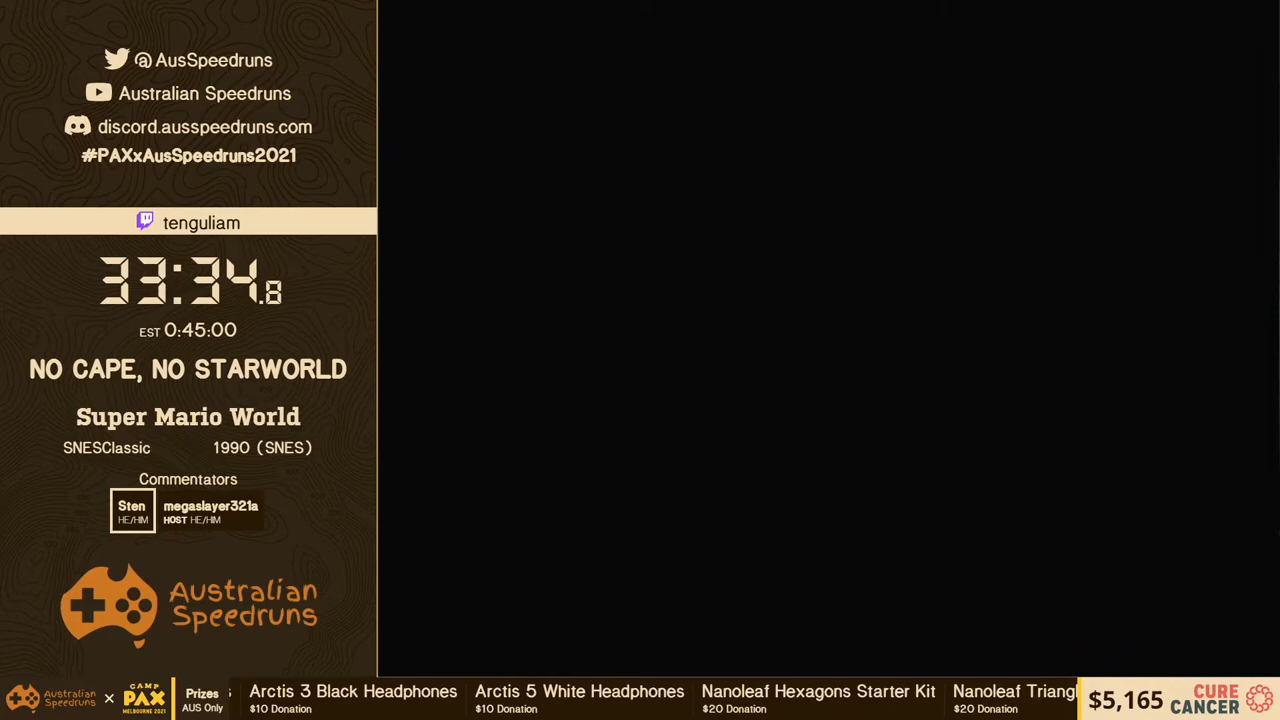 @AusSpeedruns
Australian Speedruns
discord.ausspeedruns.com
#PAXxAusSpeedruns2021
tenguliam
33:34.8
EST 0:45:00
NO CAPE, NO STARWORLD
Super Mario World
SNESClassic 1990 (SNES)
Commentators
Sten megaslayer321a
HE/HIM HOST HE/HIM
Australian
Speedruns
Australian Speedruns × CAMP PAX MELBOURNE 2021
Prizes
AUS Only
s Arctis 3 Black Headphones Arctis 5 White Headphones Nanoleaf Hexagons Starter Kit Nanoleaf Triangl
$10 Donation $10 Donation $20 Donation $20 Donation
$5,165 CURE CANCER